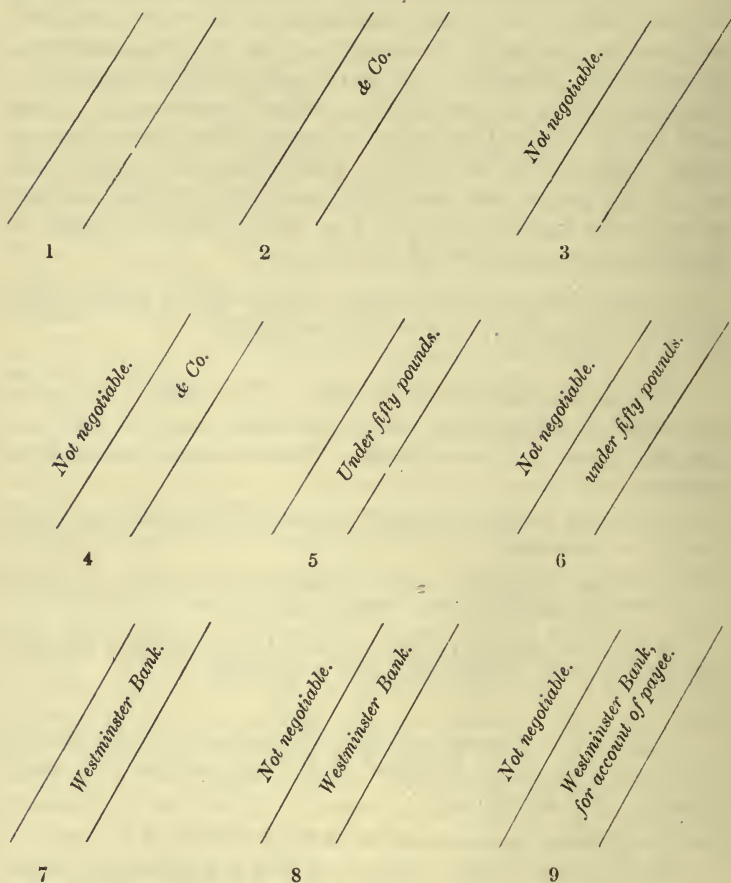 & Co.
Not negotiable.
1
2
3
Not negotiable.
& Co.
Under fifty pounds.
Not negotiable.
under fifty pounds.
4
5
6
Westminster Bank.
Not negotiable.
Westminster Bank.
Not negotiable.
Westminster Bank,
for account of payee.
7
8
9